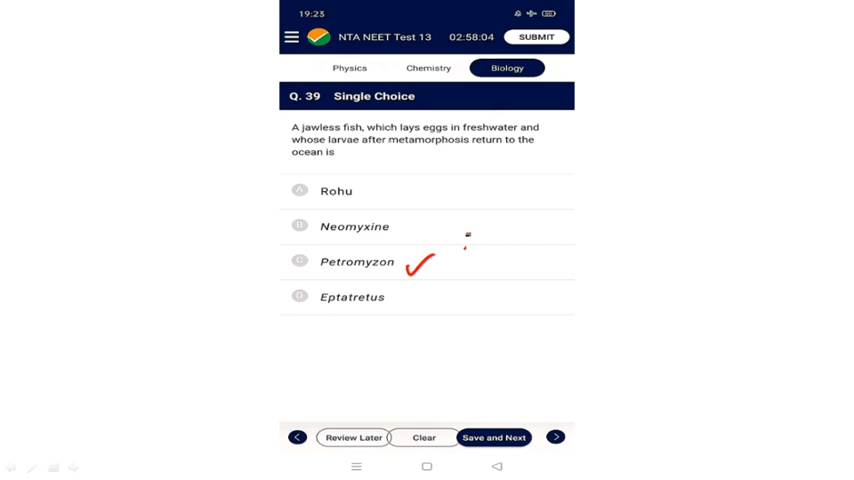 19:23
NTA NEET Test 13 02:58:04 SUBMIT
Physics Chemistry Biology
Q. 39 Single Choice
A jawless fish, which lays eggs in freshwater and
whose larvae after metamorphosis return to the
ocean is
A Rohu
B Neomyxine
C Petromyzon
D Eptatretus
Review Later Clear Save and Next